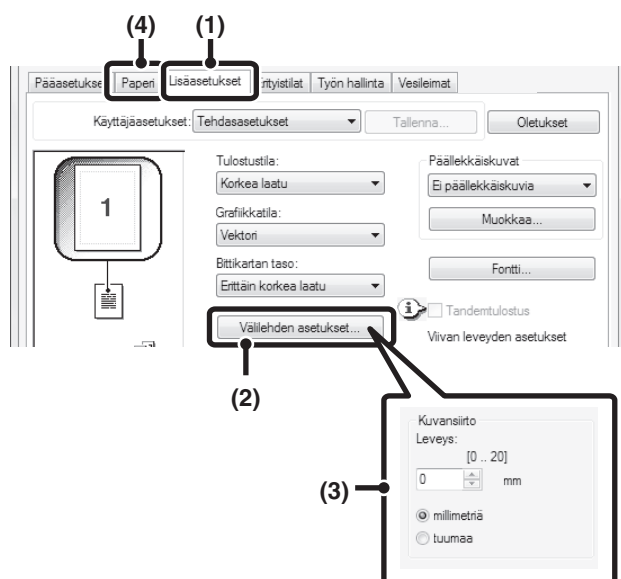 (4) (1)
Pääasetukse Paperi Lisäasetukset rityistilat Työn hallinta Vesileimat
Käyttäjäasetukset: Tehdasasetukset Tallenna... Oletukset
Tulostustila: Päällekkäiskuvat
Korkea laatu Ei päällekkäiskuvia
1 Grafiikkatila: Muokkaa...
Vektori
Bittikartan taso: Fontti...
Erittäin korkea laatu
Tandemtulostus
Välilehden asetukset... Viivan leveyden asetukset
(2)
Kuvansiirto
Leveys:
[0 .. 20]
0 mm
(3)
millimetriä
tuumaa